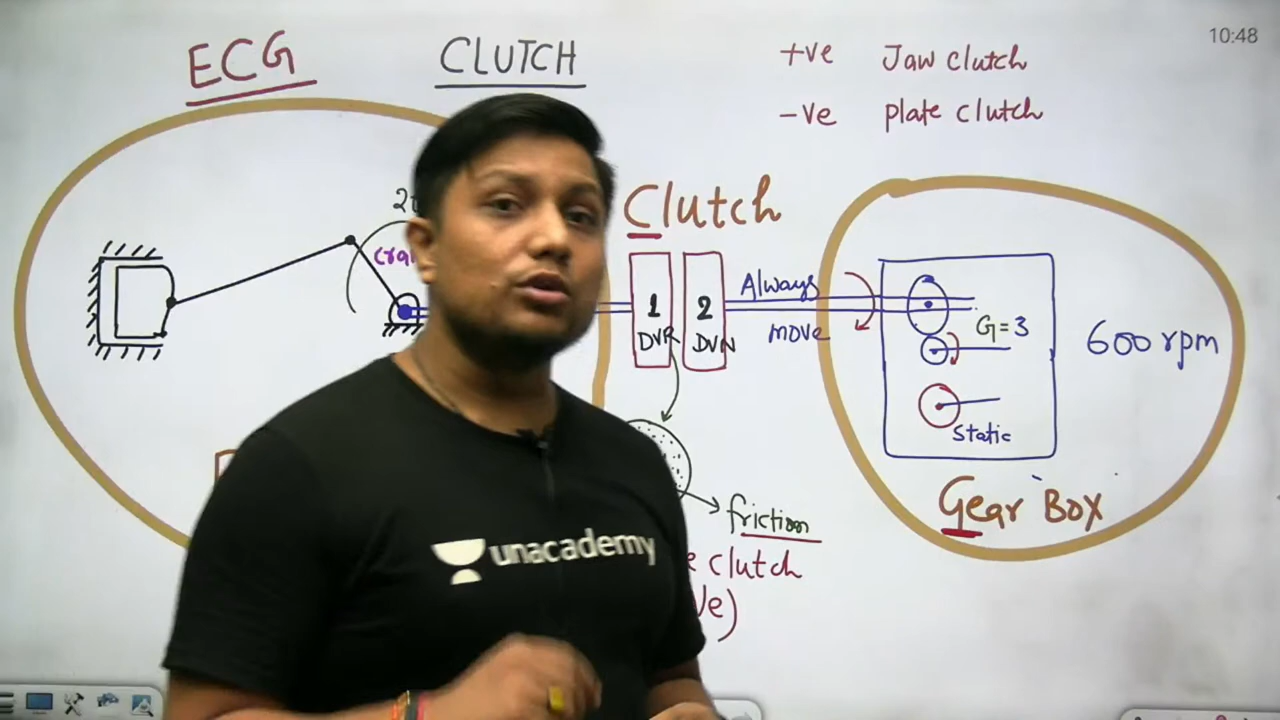 10:48
ECG
CLUTCH
+ve Jaw clutch
-ve plate clutch
Clutch
1
DVR
2
DVN
Always
move
G=3
600 rpm
static
Gear Box
friction
clutch
unacademy